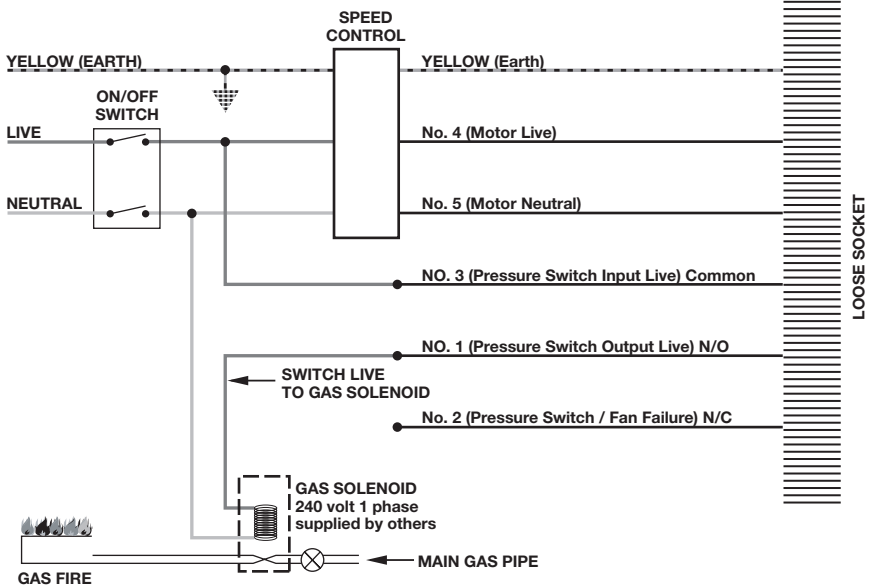 SPEED
CONTROL
YELLOW (EARTH)
YELLOW (Earth)
ON/OFF
SWITCH
LIVE
No. 4 (Motor Live)
NEUTRAL
No. 5 (Motor Neutral)
LOOSE SOCKET
NO. 3 (Pressure Switch Input Live) Common
NO. 1 (Pressure Switch Output Live) N/O
SWITCH LIVE
TO GAS SOLENOID
No. 2 (Pressure Switch / Fan Failure) N/C
GAS SOLENOID
240 volt 1 phase
supplied by others
MAIN GAS PIPE
GAS FIRE